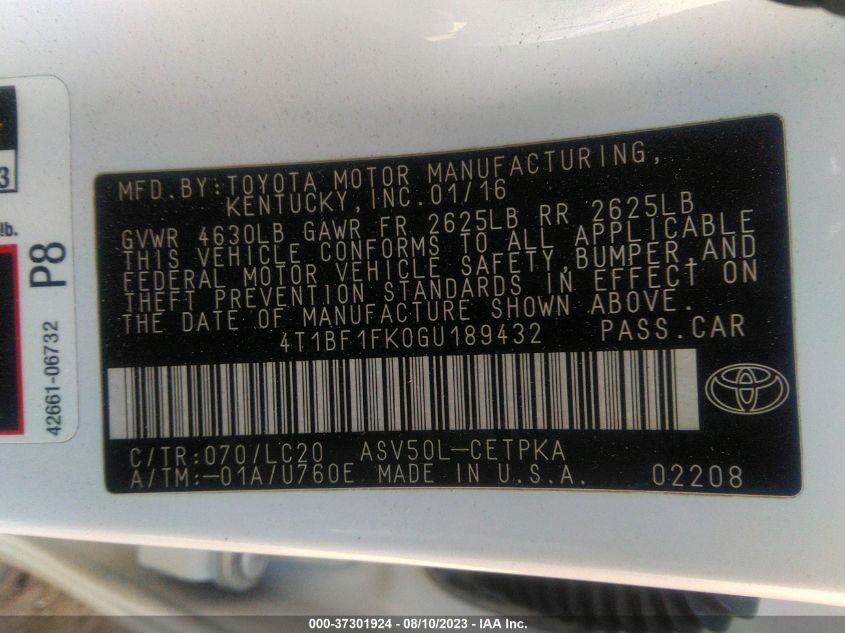 MFD.BY:TOYOTA MOTOR MANUFACTURING,
KENTUCKY,INC.01/16
GVWR 4630LB GAWR FR 2625LB RR 2625LB
THIS VEHICLE CONFORMS TO ALL APPLICABLE
FEDERAL MOTOR VEHICLE SAFETY,BUMPER,AND
THEFT PREVENTION STANDARDS IN EFFECT ON
THE DATE OF MANUFACTURE SHOWN ABOVE.
4T1BF1FK0GU189432 PASS.CAR
C/TR:070/LC20 ASV50L-CETPKA
A/TM:-01A/U760E MADE IN U.S.A. 02208
3
lb.
P8
42661-06732
000-37301924 - 08/10/2023 - IAA Inc.